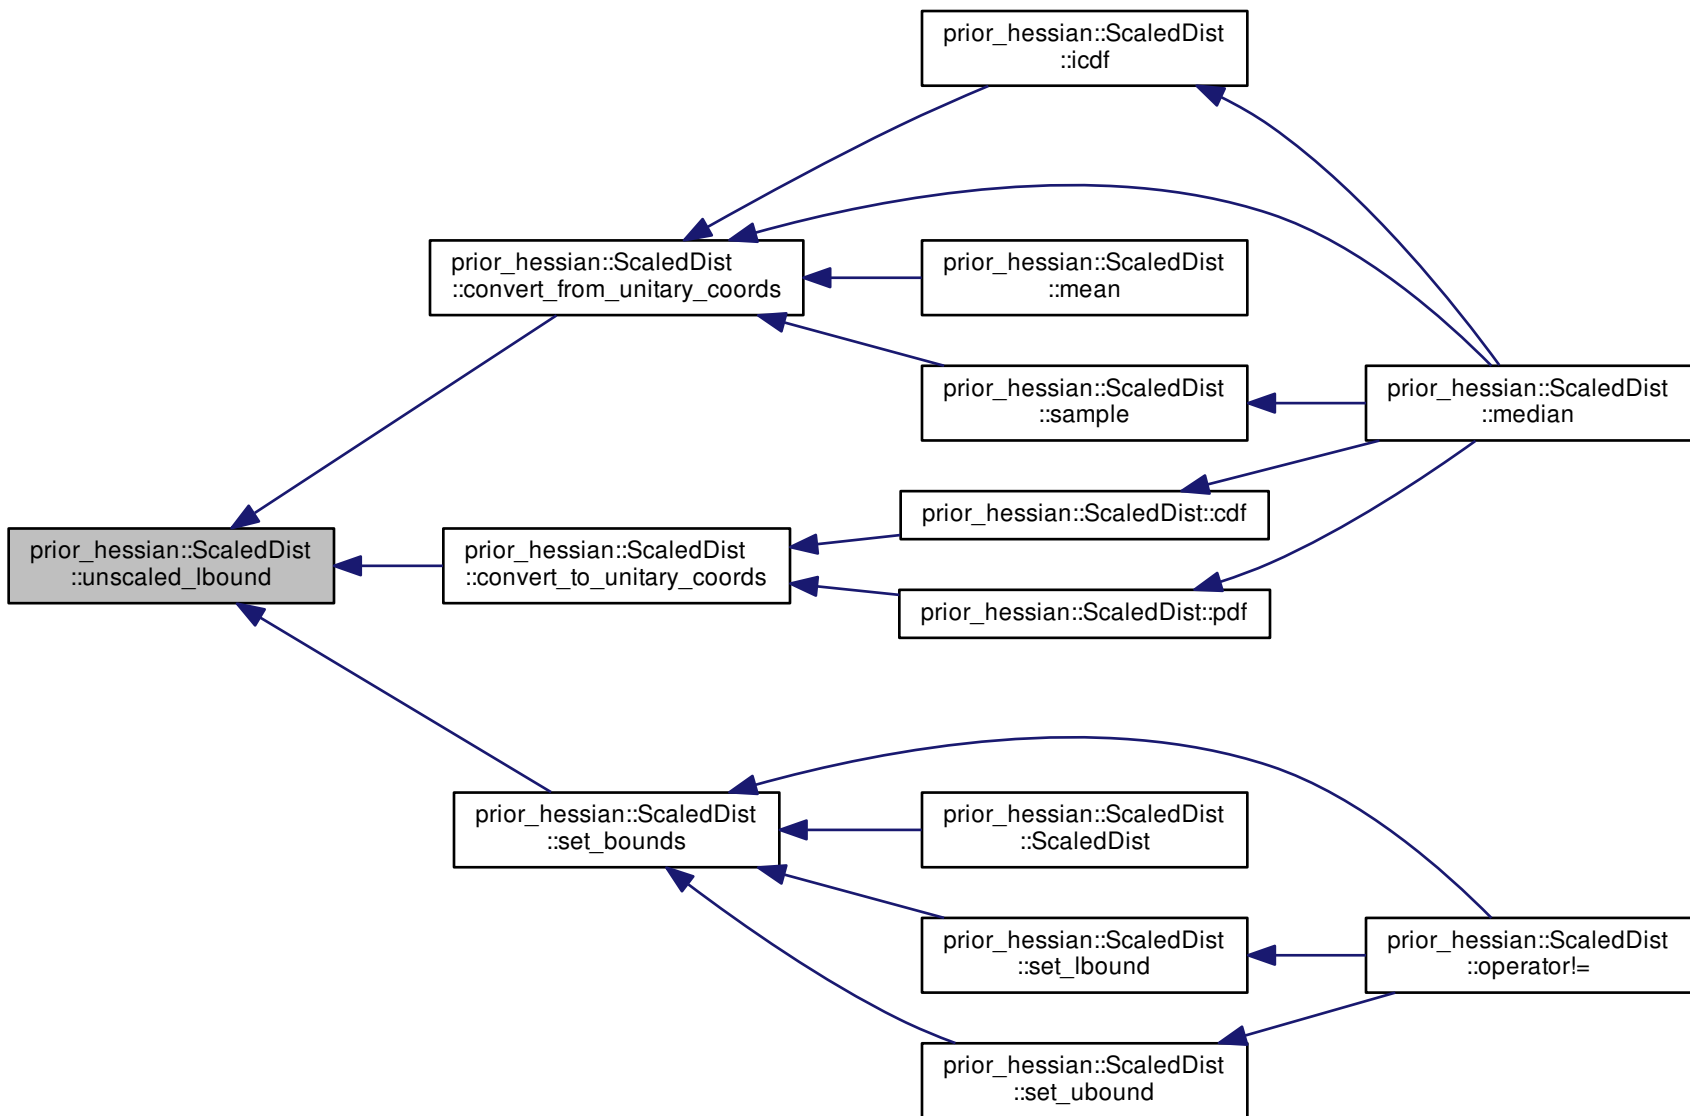 prior_hessian::ScaledDist
::icdf
prior_hessian::ScaledDist
::convert_from_unitary_coords
prior_hessian::ScaledDist
::mean
prior_hessian::ScaledDist
::sample
prior_hessian::ScaledDist
::median
prior_hessian::ScaledDist::cdf
prior_hessian::ScaledDist
::unscaled_lbound
prior_hessian::ScaledDist
::convert_to_unitary_coords
prior_hessian::ScaledDist::pdf
prior_hessian::ScaledDist
::set_bounds
prior_hessian::ScaledDist
::ScaledDist
prior_hessian::ScaledDist
::set_lbound
prior_hessian::ScaledDist
::operator!=
prior_hessian::ScaledDist
::set_ubound